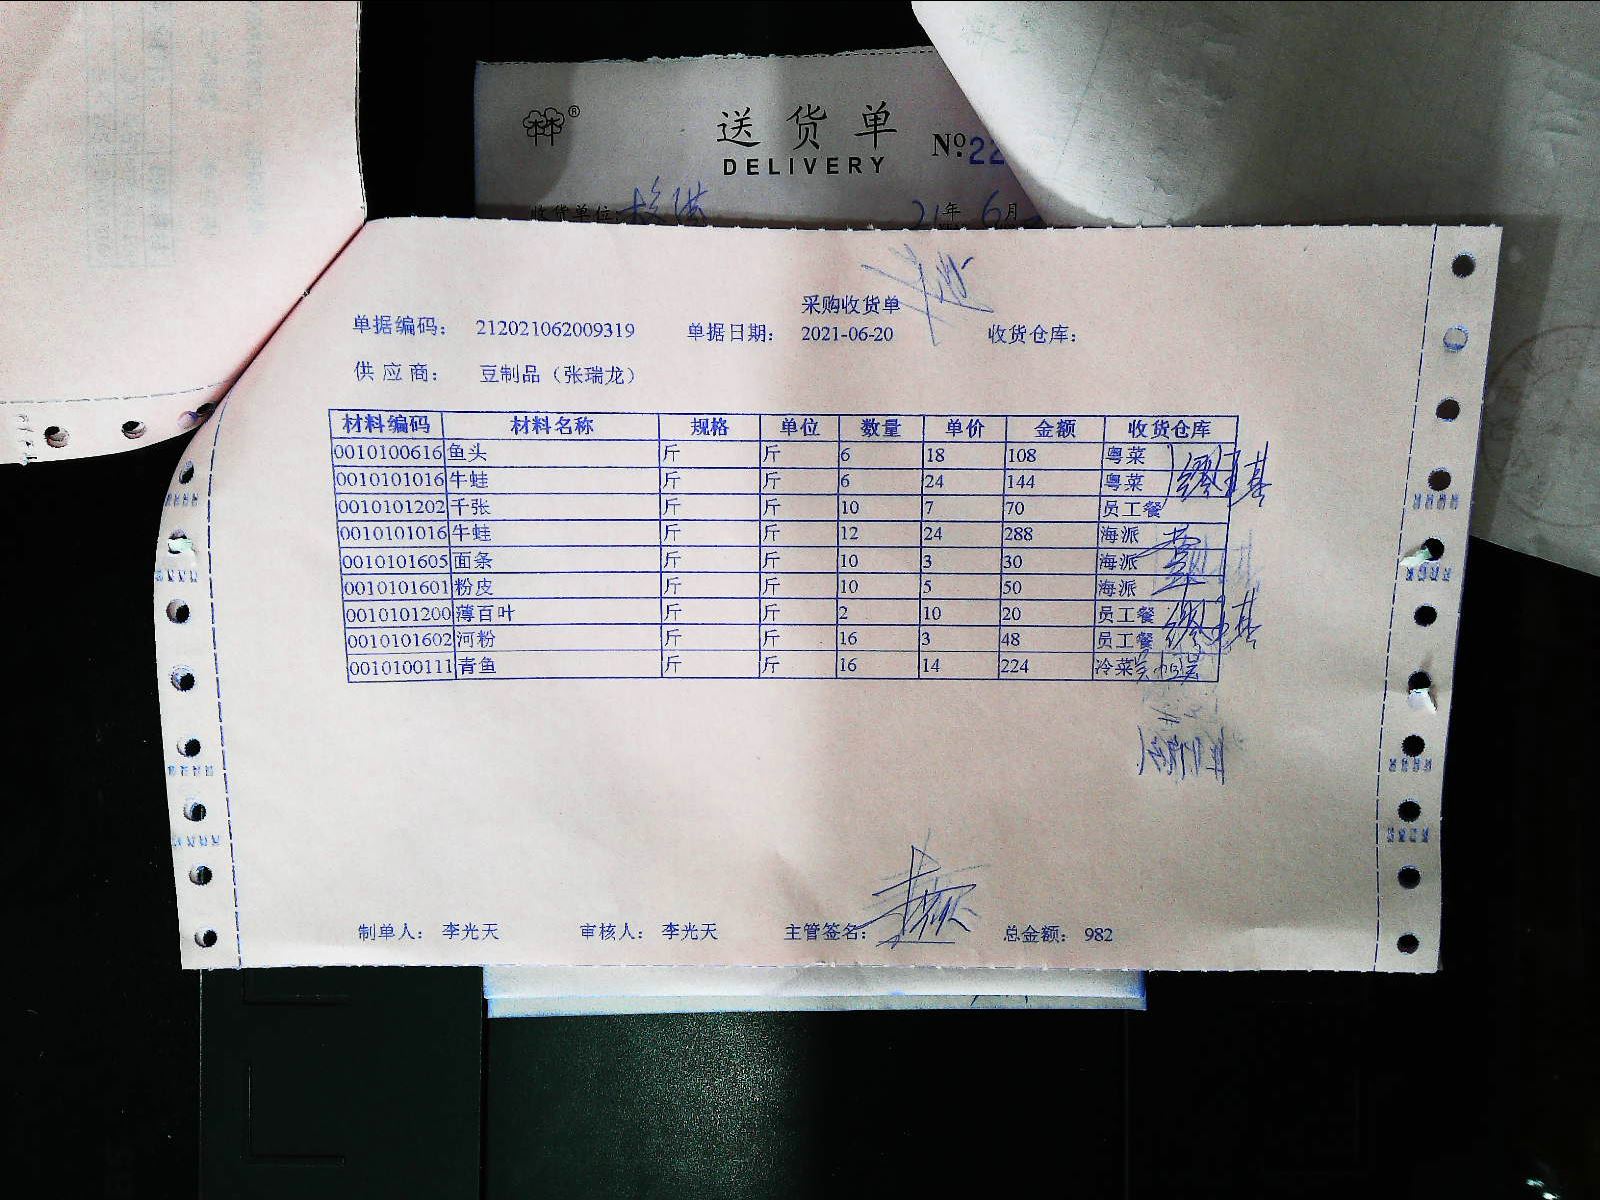 送货单
DELIVERY
№ 22
收货单位: 21年 6月
采购收货单
单据编码: 212021062009319 单据日期: 2021-06-20 收货仓库:
供应商: 豆制品（张瑞龙）
材料编码 材料名称 规格 单位 数量 单价 金额 收货仓库
0010100616 鱼头 斤 斤 6 18 108 粤菜
0010101016 牛蛙 斤 斤 6 24 144 粤菜
0010101202 千张 斤 斤 10 7 70 员工餐
0010101016 牛蛙 斤 斤 12 24 288 海派
0010101605 面条 斤 斤 10 3 30 海派
0010101601 粉皮 斤 斤 10 5 50 海派
0010101200 薄百叶 斤 斤 2 10 20 员工餐
0010101602 河粉 斤 斤 16 3 48 员工餐
0010100111 青鱼 斤 斤 16 14 224 冷菜
制单人: 李光天 审核人: 李光天 主管签名: 总金额: 982